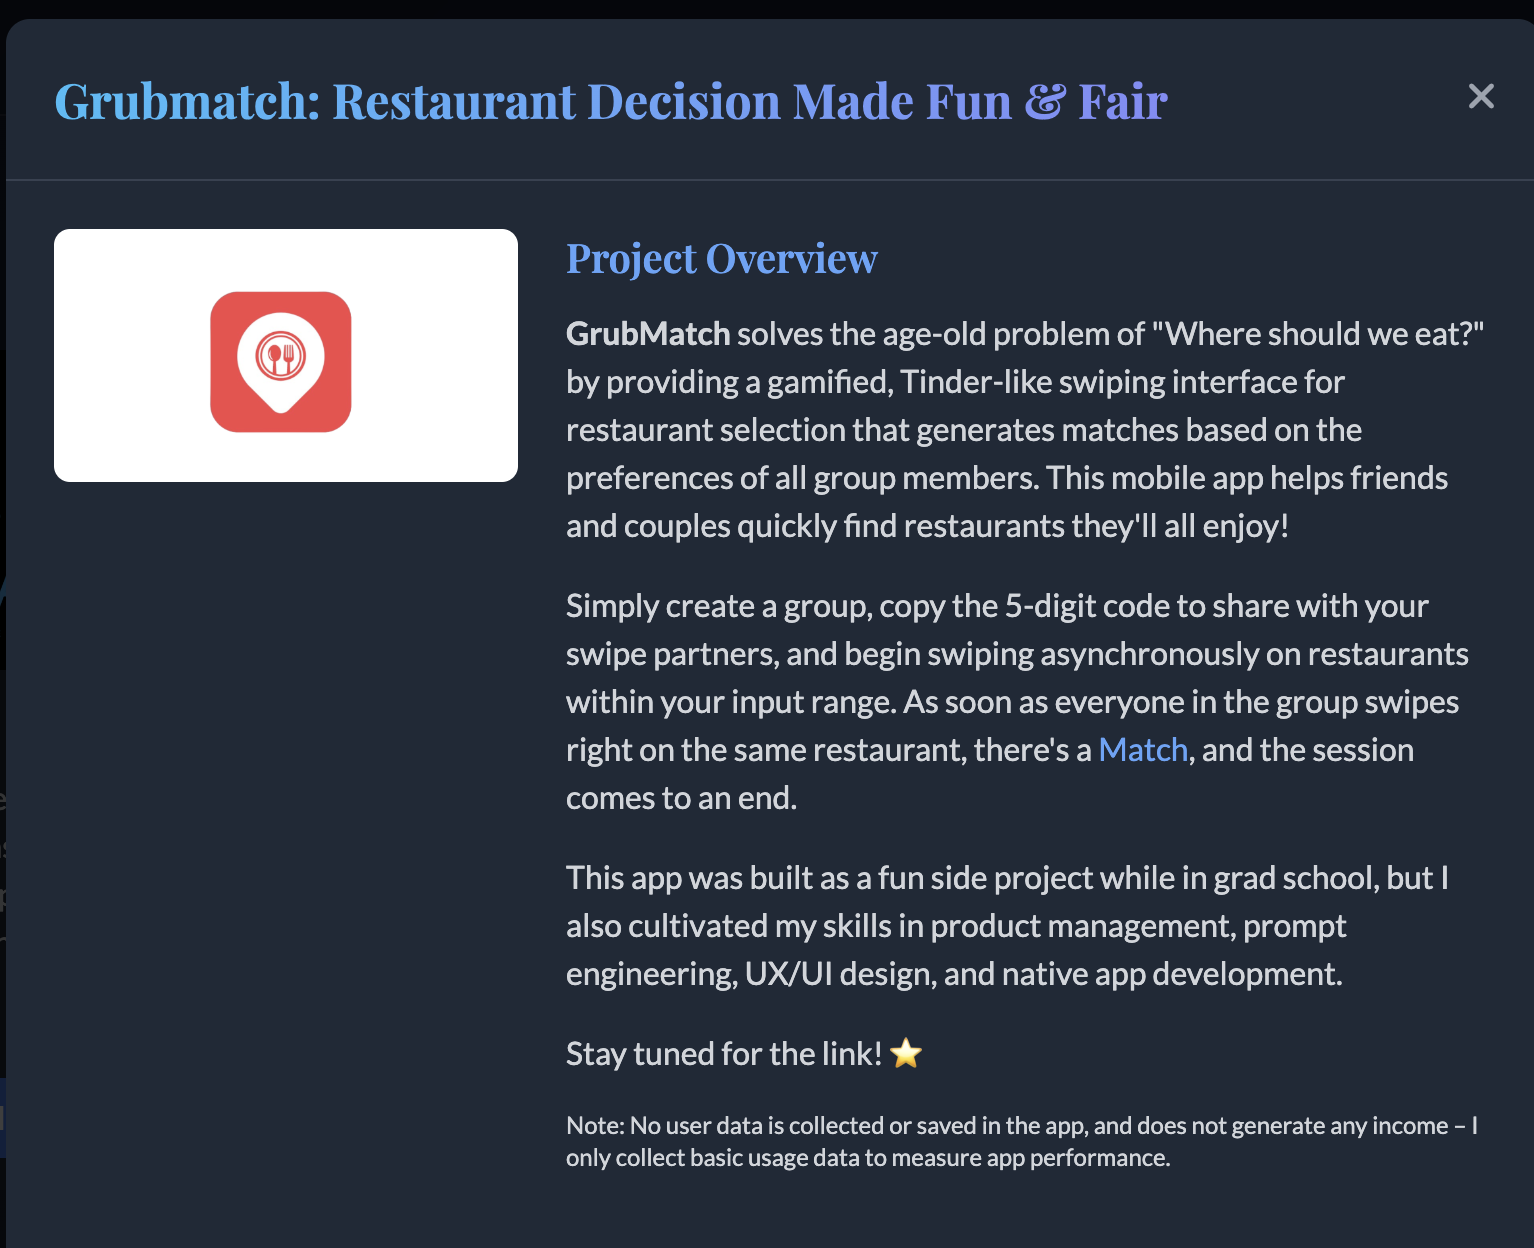 Grubmatch: Restaurant Decision Made Fun & Fair
Project Overview
GrubMatch solves the age-old problem of "Where should we eat?"
by providing a gamified, Tinder-like swiping interface for
restaurant selection that generates matches based on the
preferences of all group members. This mobile app helps friends
and couples quickly find restaurants they'll all enjoy!
Simply create a group, copy the 5-digit code to share with your
swipe partners, and begin swiping asynchronously on restaurants
within your input range. As soon as everyone in the group swipes
right on the same restaurant, there's a Match, and the session
comes to an end.
This app was built as a fun side project while in grad school, but I
also cultivated my skills in product management, prompt
engineering, UX/UI design, and native app development.
Stay tuned for the link! ⭐
Note: No user data is collected or saved in the app, and does not generate any income – I
only collect basic usage data to measure app performance.